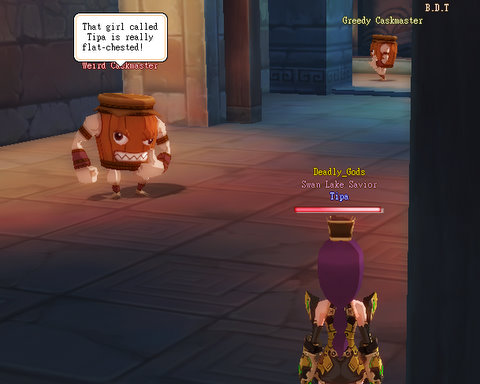 B.D.T
Greedy Caskmaster
That girl called
Tipa is really
flat-chested!
Weird Caskmaster
Deadly_Gods
Swan Lake Savior
Tipa